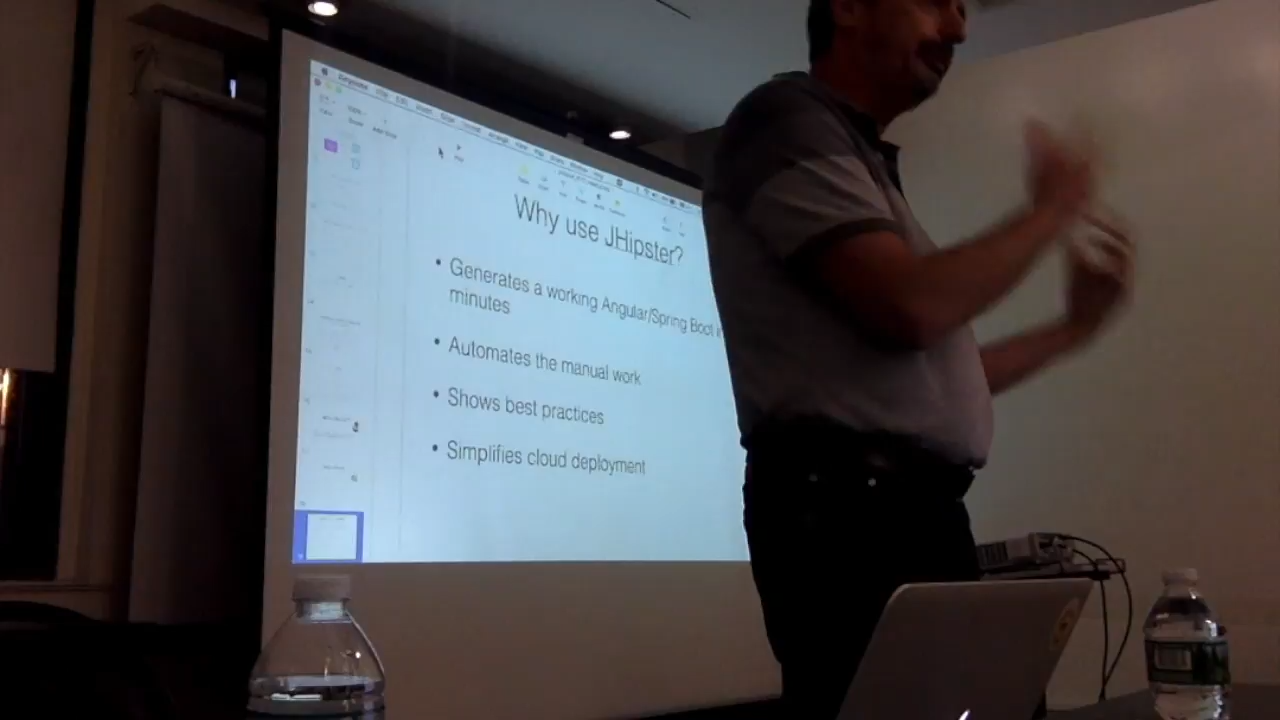 Why use JHipster?
• Generates a working Angular/Spring Boot in
minutes
• Automates the manual work
• Shows best practices
• Simplifies cloud deployment